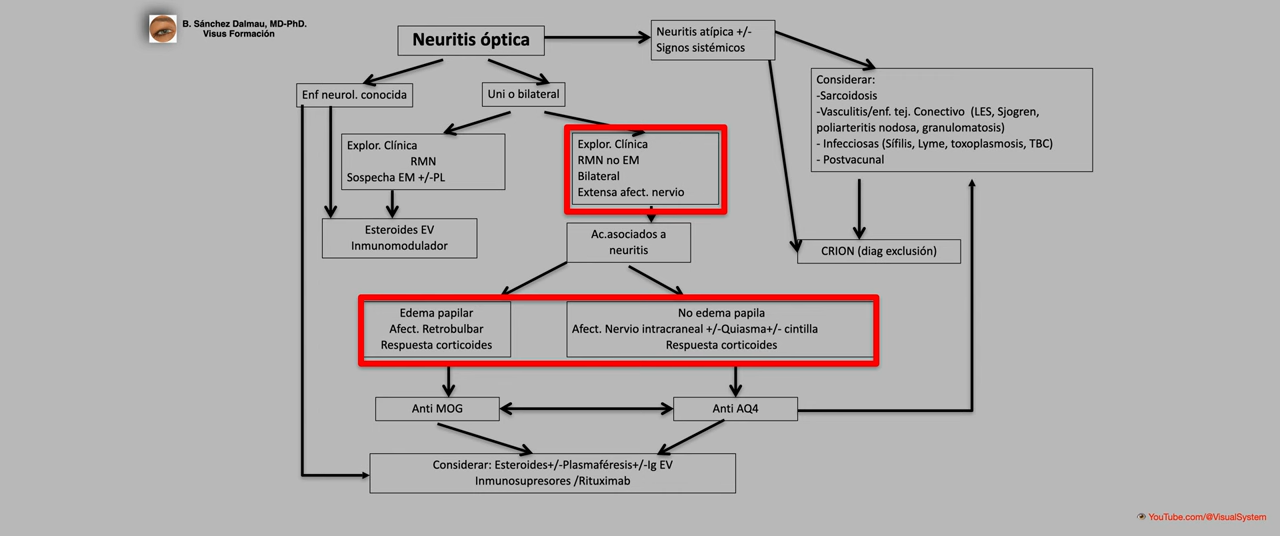 B. Sánchez Dalmau, MD-PhD.
Visus Formación
Neuritis óptica
Neuritis atípica +/-
Signos sistémicos
Considerar:
-Sarcoidosis
-Vasculitis/enf. tej. Conectivo (LES, Sjogren,
poliarteritis nodosa, granulomatosis)
- Infecciosas (Sífilis, Lyme, toxoplasmosis, TBC)
- Postvacunal
Enf neurol. conocida
Uni o bilateral
Explor. Clínica
RMN
Sospecha EM +/-PL
Explor. Clínica
RMN no EM
Bilateral
Extensa afect. nervio
Esteroides EV
Inmunomodulador
Ac.asociados a
neuritis
CRION (diag exclusión)
Edema papilar
Afect. Retrobulbar
Respuesta corticoides
No edema papila
Afect. Nervio intracraneal +/-Quiasma+/- cintilla
Respuesta corticoides
Anti MOG
Anti AQ4
Considerar: Esteroides+/-Plasmaféresis+/-Ig EV
Inmunosupresores /Rituximab
YouTube.com/@VisualSystem